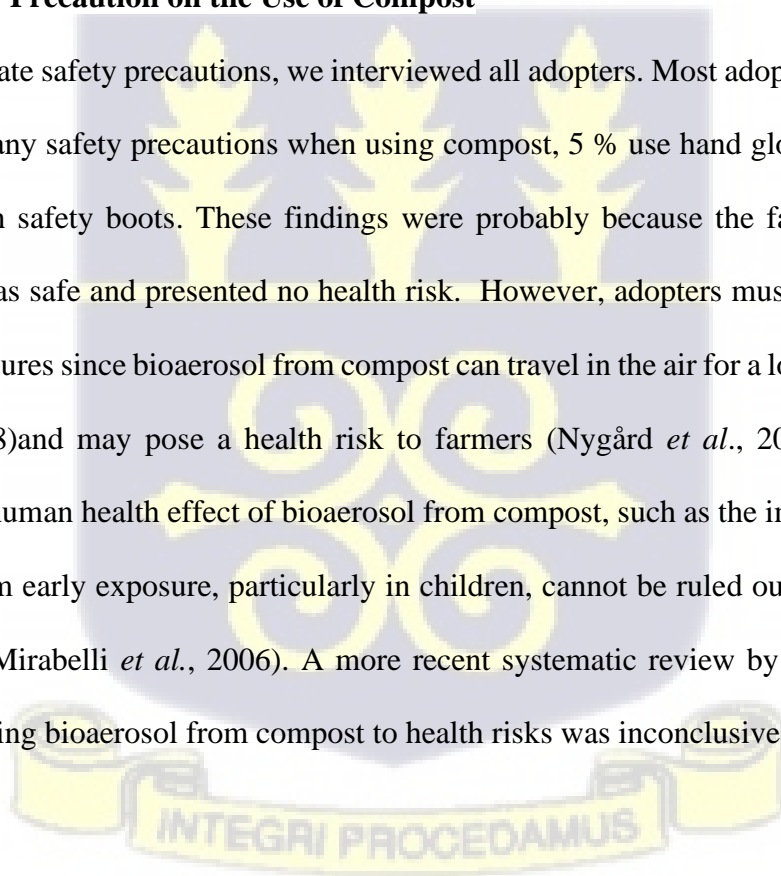 Precaution on the Use of Compost
ate safety precautions, we interviewed all adopters. Most adop
any safety precautions when using compost, 5 % use hand glo
n safety boots. These findings were probably because the fa
as safe and presented no health risk. However, adopters mus
ures since bioaerosol from compost can travel in the air for a lo
8)and may pose a health risk to farmers (Nygård et al., 20
human health effect of bioaerosol from compost, such as the in
m early exposure, particularly in children, cannot be ruled ou
Mirabelli et al., 2006). A more recent systematic review by
ing bioaerosol from compost to health risks was inconclusive
INTEGRI PROCEDAMUS